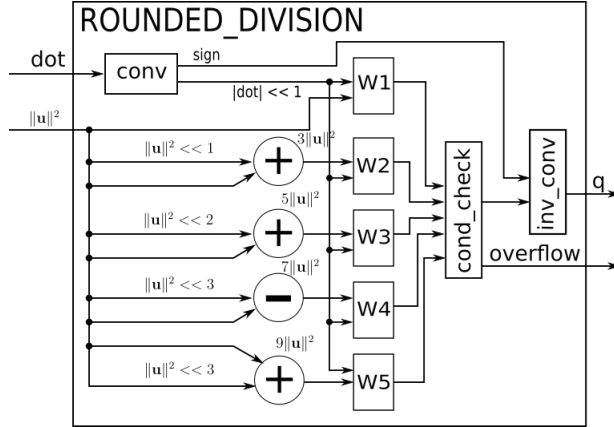 ROUNDED_DIVISION
sign
dot
conv
W1
|dot| << 1
‖u‖²
‖u‖² << 1
+
3‖u‖²
W2
cond_check
inv_conv
q
5‖u‖²
‖u‖² << 2
+
W3
overflow
7‖u‖²
‖u‖² << 3
−
W4
9‖u‖²
‖u‖² << 3
+
W5